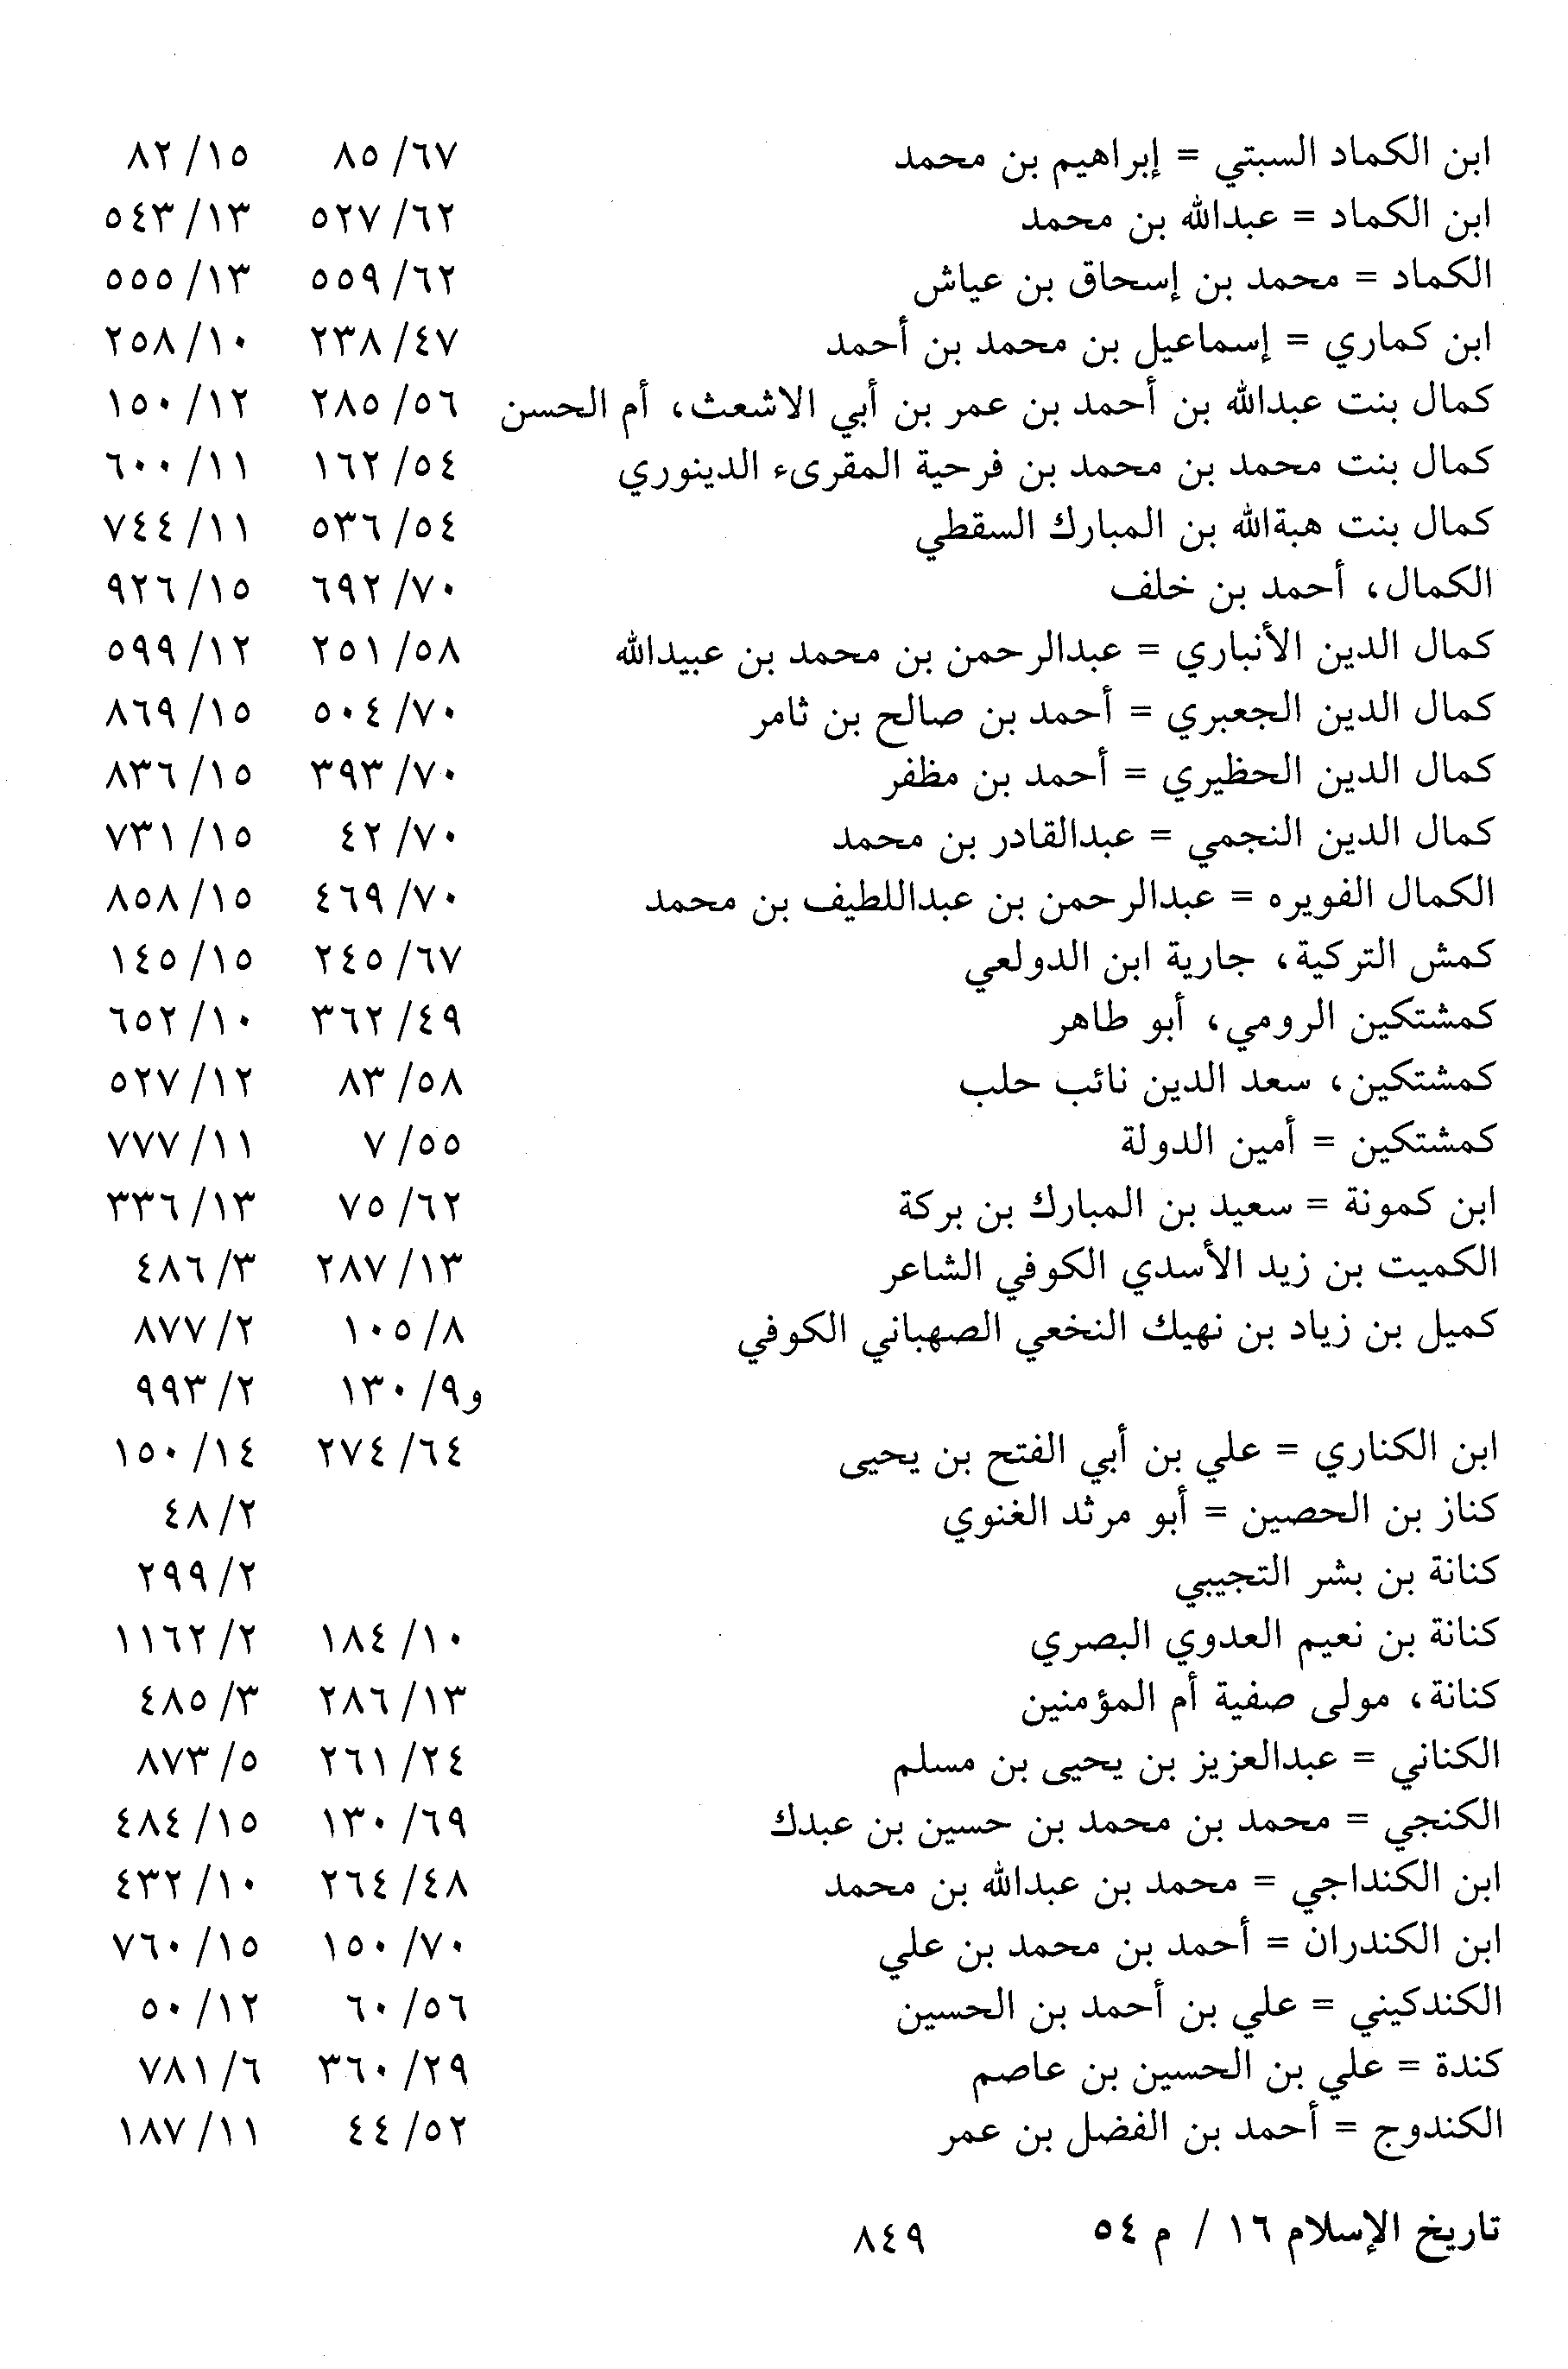 ابن الكماد السبتي = إبراهيم بن محمد ٦٧/ ٨٥ ١٥/ ٨٢
ابن الكماد = عبدالله بن محمد ٦٢/ ٥٢٧ ١٣/ ٥٤٣
الكماد = محمد بن إسحاق بن عياش ٦٢/ ٥٥٩ ١٣/ ٥٥٥
ابن كماري = إسماعيل بن محمد بن أحمد ٤٧/ ٢٣٨ ١٠/ ٢٥٨
كمال بنت عبدالله بن أحمد بن عمر بن أبي الاشعث، أم الحسن ٥٦/ ٢٨٥ ١٢/ ١٥٠
كمال بنت محمد بن محمد بن فرحية المقرىء الدينوري ٥٤/ ١٦٢ ١١/ ٦٠٠
كمال بنت هبةالله بن المبارك السقطي ٥٤/ ٥٣٦ ١١/ ٧٤٤
الكمال، أحمد بن خلف ٧٠/ ٦٩٢ ١٥/ ٩٢٦
كمال الدين الأنباري = عبدالرحمن بن محمد بن عبيدالله ٥٨/ ٢٥١ ١٢/ ٥٩٩
كمال الدين الجعبري = أحمد بن صالح بن ثامر ٧٠/ ٥٠٤ ١٥/ ٨٦٩
كمال الدين الحظيري = أحمد بن مظفر ٧٠/ ٣٩٣ ١٥/ ٨٣٦
كمال الدين النجمي = عبدالقادر بن محمد ٧٠/ ٤٢ ١٥/ ٧٣١
الكمال الفويره = عبدالرحمن بن عبداللطيف بن محمد ٧٠/ ٤٦٩ ١٥/ ٨٥٨
كمش التركية، جارية ابن الدولعي ٦٧/ ٢٤٥ ١٥/ ١٤٥
كمشتكين الرومي، أبو طاهر ٤٩/ ٣٦٢ ١٠/ ٦٥٢
كمشتكين، سعد الدين نائب حلب ٥٨/ ٨٣ ١٢/ ٥٢٧
كمشتكين = أمين الدولة ٥٥/ ٧ ١١/ ٧٧٧
ابن كمونة = سعيد بن المبارك بن بركة ٦٢/ ٧٥ ١٣/ ٣٣٦
الكميت بن زيد الأسدي الكوفي الشاعر ١٣/ ٢٨٧ ٣/ ٤٨٦
كميل بن زياد بن نهيك النخعي الصهباني الكوفي ٨/ ١٠٥ ٢/ ٨٧٧
و٩/ ١٣٠ ٢/ ٩٩٣
ابن الكناري = علي بن أبي الفتح بن يحيى ٦٤/ ٢٧٤ ١٤/ ١٥٠
كناز بن الحصين = أبو مرثد الغنوي ٢/ ٤٨
كنانة بن بشر التجيبي ٢/ ٢٩٩
كنانة بن نعيم العدوي البصري ١٠/ ١٨٤ ٢/ ١١٦٢
كنانة، مولى صفية أم المؤمنين ١٣/ ٢٨٦ ٣/ ٤٨٥
الكناني = عبدالعزيز بن يحيى بن مسلم ٢٤/ ٢٦١ ٥/ ٨٧٣
الكنجي = محمد بن محمد بن حسين بن عبدك ٦٩/ ١٣٠ ١٥/ ٤٨٤
ابن الكنداجي = محمد بن عبدالله بن محمد ٤٨/ ٢٦٤ ١٠/ ٤٣٢
ابن الكندران = أحمد بن محمد بن علي ٧٠/ ١٥٠ ١٥/ ٧٦٠
الكندكيني = علي بن أحمد بن الحسين ٥٦/ ٦٠ ١٢/ ٥٠
كندة = علي بن الحسين بن عاصم ٢٩/ ٣٦٠ ٦/ ٧٨١
الكندوج = أحمد بن الفضل بن عمر ٥٢/ ٤٤ ١١/ ١٨٧
تاريخ الإسلام ١٦ / م ٥٤ ٨٤٩